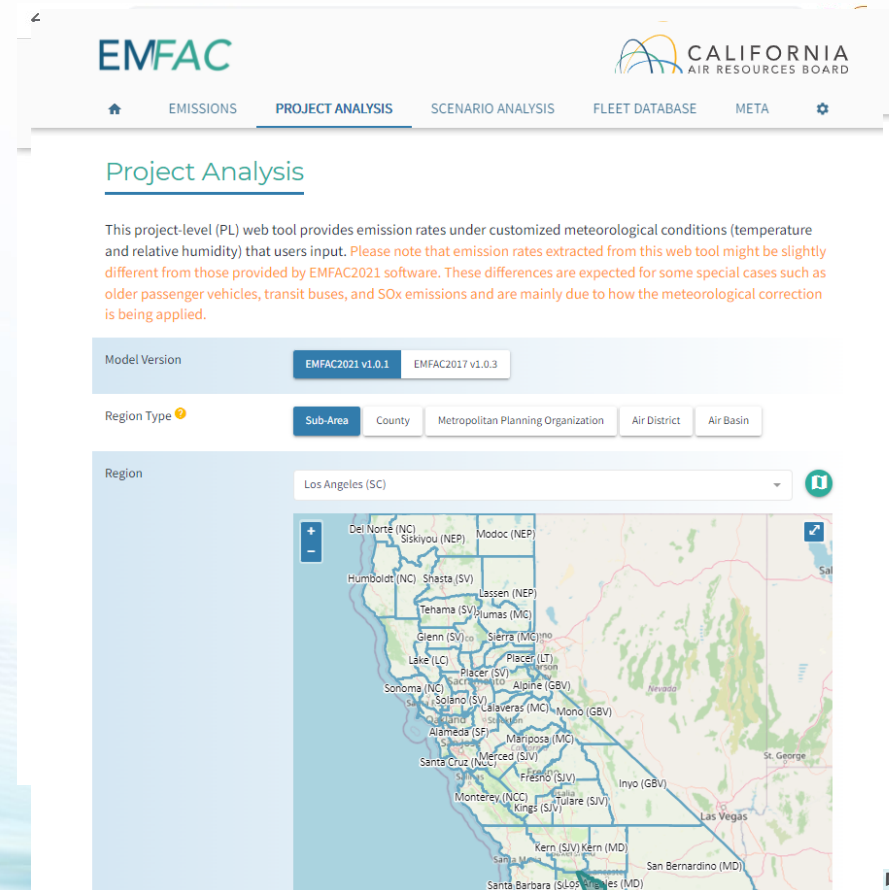 EMFAC
CALIFORNIA
AIR RESOURCES BOARD
EMISSIONS PROJECT ANALYSIS SCENARIO ANALYSIS FLEET DATABASE META
Project Analysis
This project-level (PL) web tool provides emission rates under customized meteorological conditions (temperature
and relative humidity) that users input. Please note that emission rates extracted from this web tool might be slightly
different from those provided by EMFAC2021 software. These differences are expected for some special cases such as
older passenger vehicles, transit buses, and SOx emissions and are mainly due to how the meteorological correction
is being applied.
Model Version EMFAC2021 v1.0.1 EMFAC2017 v1.0.3
Region Type ? Sub-Area County Metropolitan Planning Organization Air District Air Basin
Region
Los Angeles (SC)
+
−
Del Norte (NC)
Siskiyou (NEP) Modoc (NEP)
Humboldt (NC) Shasta (SV)
Lassen (NEP)
Tehama (SV) Plumas (MC)
Glenn (SV) Sierra (MC)
Lake (LC) Placer (LT)
Placer (SV)
Sacramento Alpine (GBV)
Sonoma (NC) Nevada
Solano (SV) Calaveras (MC) Mono (GBV)
Oakland Stockton
Alameda (SF) Mariposa (MC)
San Jose
Santa Cruz (NCC) Merced (SJV) St. George
Fresno (SJV) Inyo (GBV)
Monterey (NCC) Tulare (SJV)
Kings (SJV) Las Vegas
Kern (SJV) Kern (MD)
San Bernardino (MD)
Los Angeles (MD)